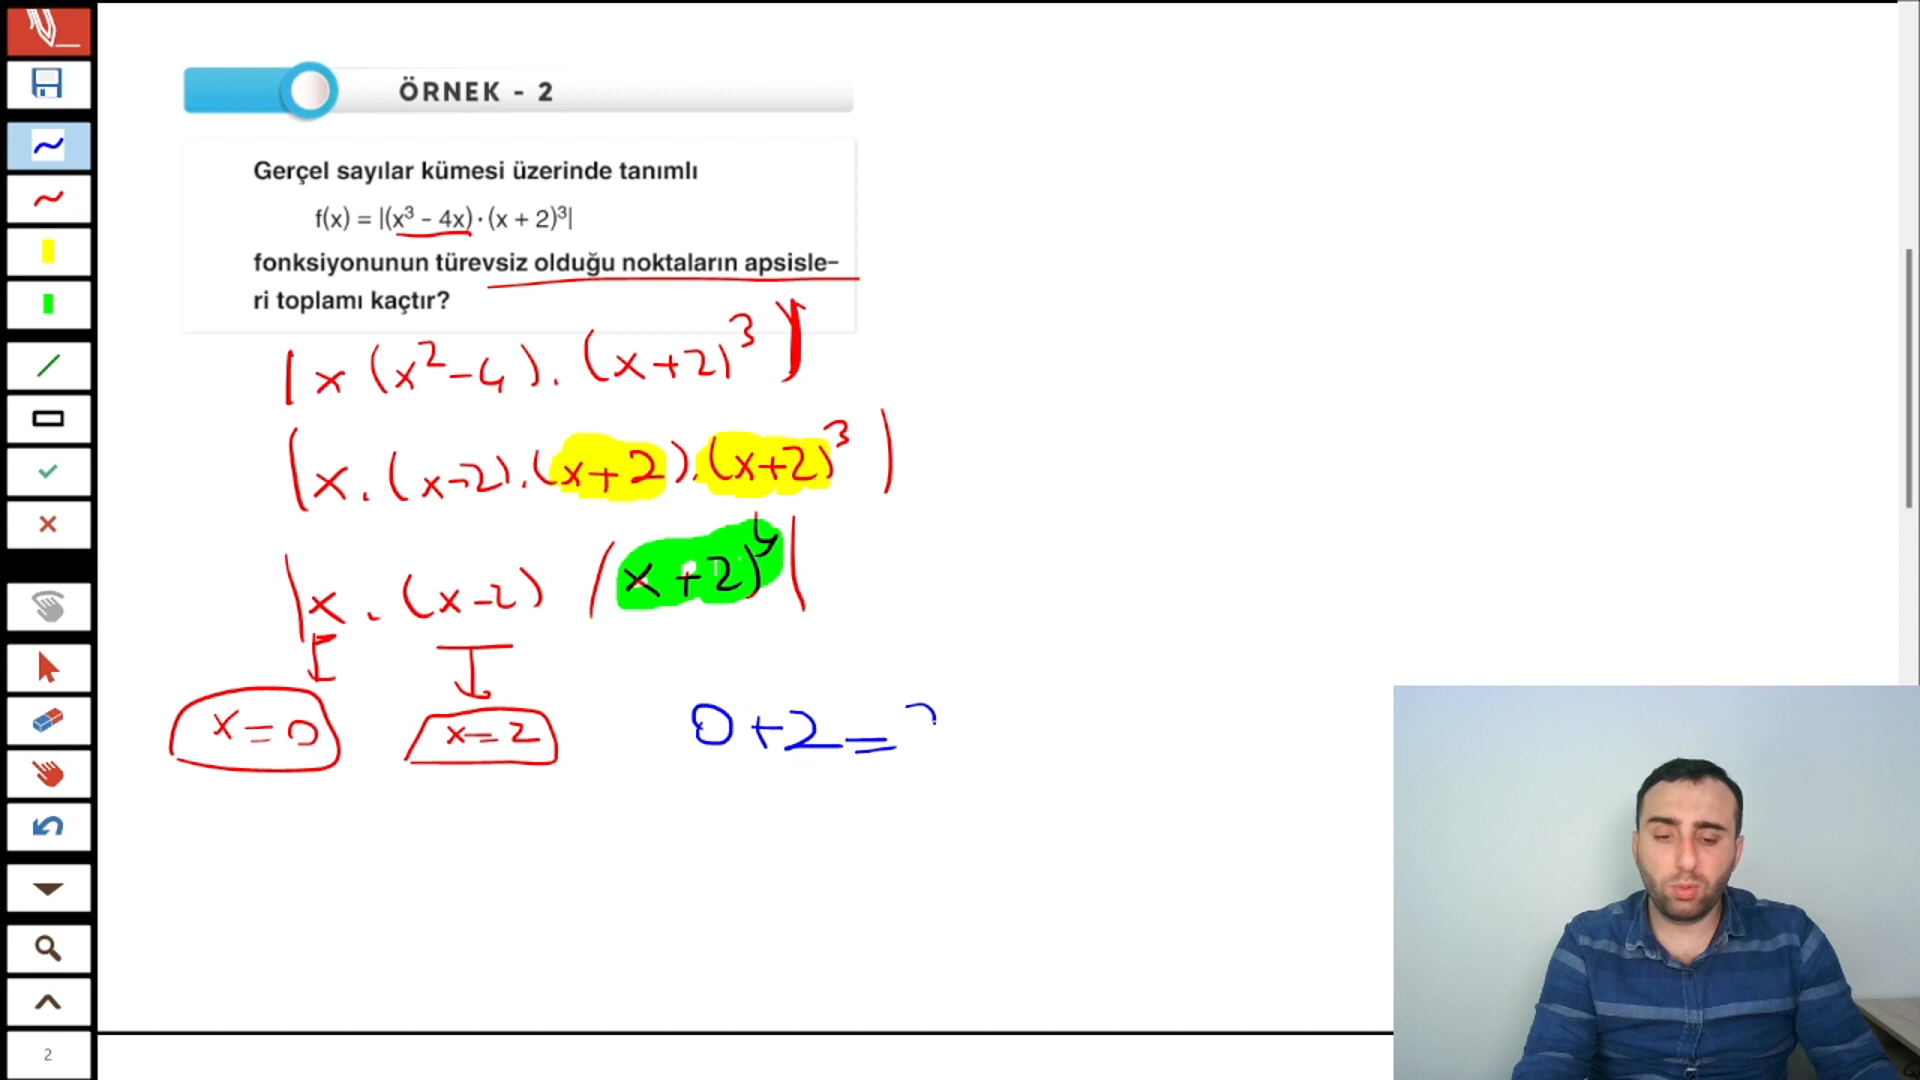 ÖRNEK - 2
Gerçel sayılar kümesi üzerinde tanımlı
f(x) = |(x³ - 4x) · (x + 2)³|
fonksiyonunun türevsiz olduğu noktaların apsisle-
ri toplamı kaçtır?
|x (x² - 4) . (x+2)³|
|x . (x-2) . (x+2) . (x+2)³|
|x . (x-2) (x+2)⁴|
x = 0
x = 2
0 + 2 =
2